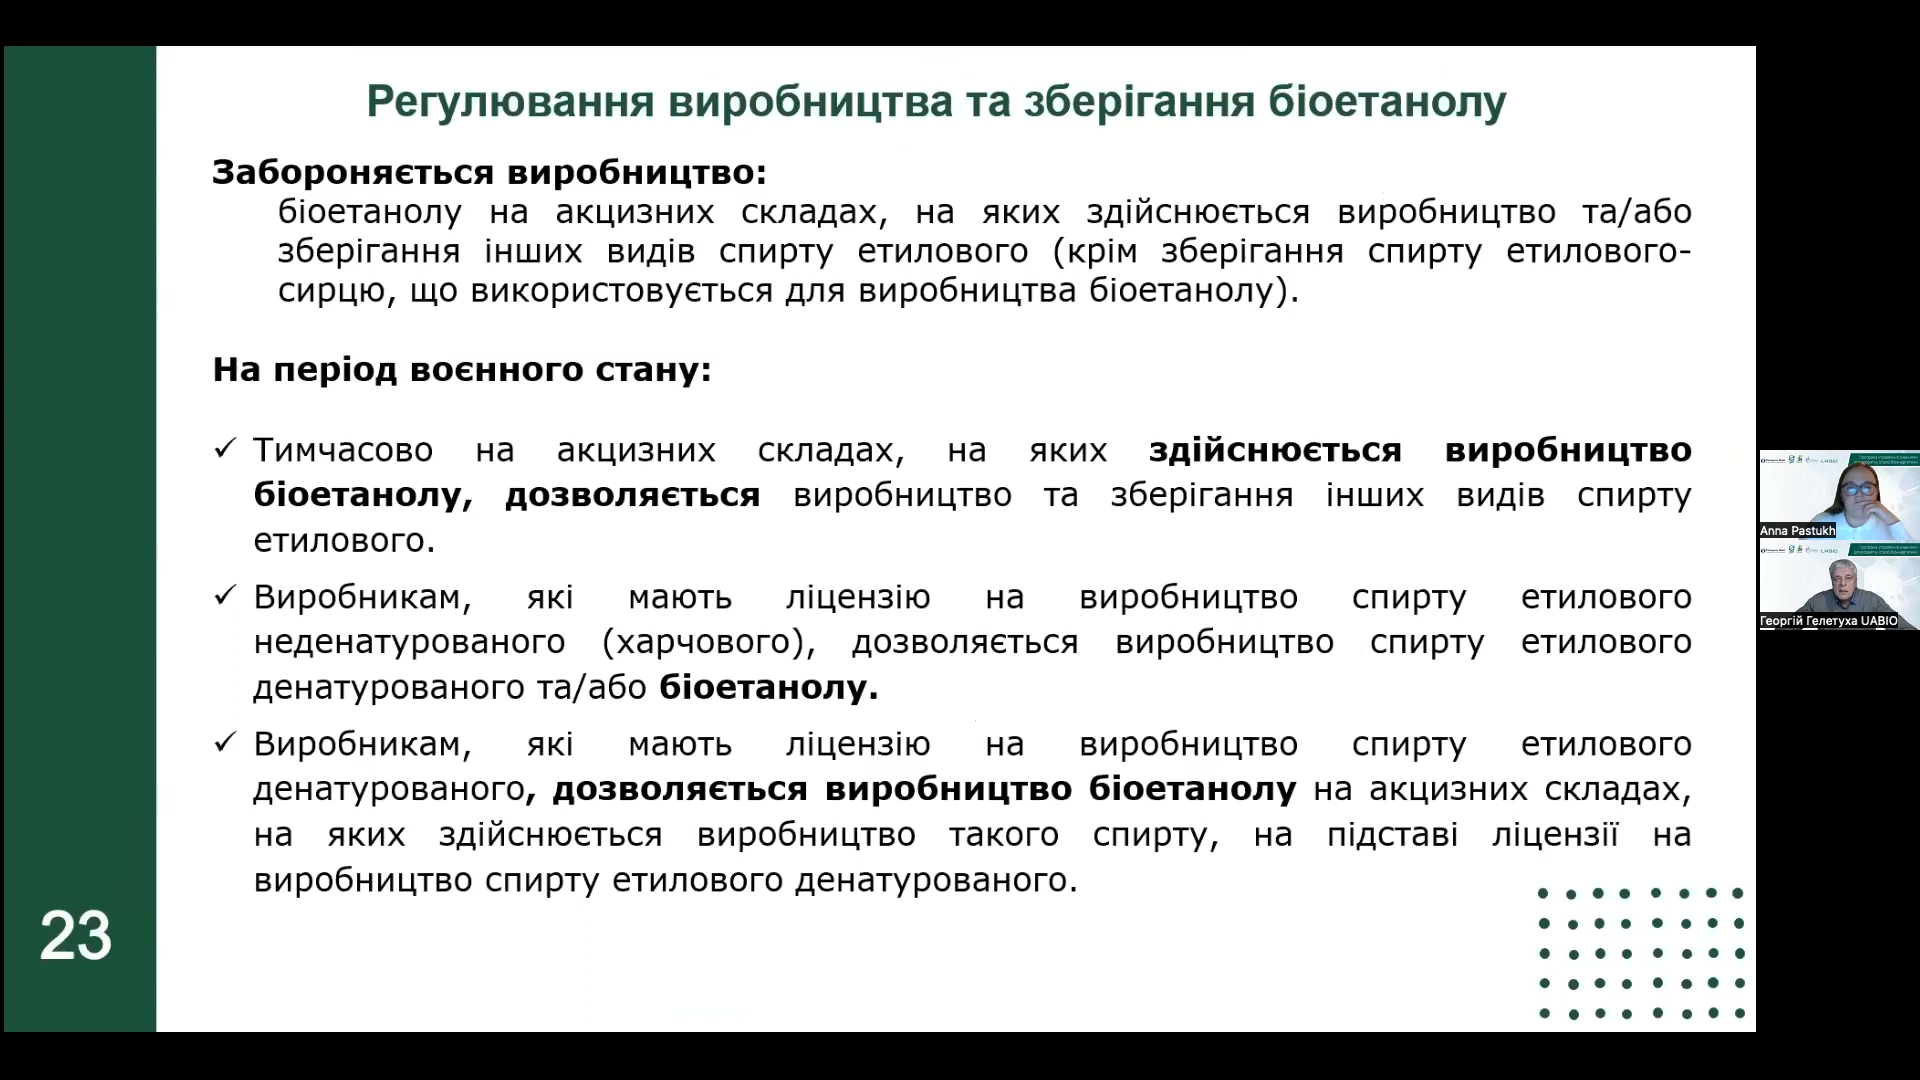 Регулювання виробництва та зберігання біоетанолу
Забороняється виробництво:
біоетанолу на акцизних складах, на яких здійснюється виробництво та/або
зберігання інших видів спирту етилового (крім зберігання спирту етилового-
сирцю, що використовується для виробництва біоетанолу).
На період воєнного стану:
✓ Тимчасово на акцизних складах, на яких здійснюється виробництво
біоетанолу, дозволяється виробництво та зберігання інших видів спирту
етилового.
✓ Виробникам, які мають ліцензію на виробництво спирту етилового
неденатурованого (харчового), дозволяється виробництво спирту етилового
денатурованого та/або біоетанолу.
✓ Виробникам, які мають ліцензію на виробництво спирту етилового
денатурованого, дозволяється виробництво біоетанолу на акцизних складах,
на яких здійснюється виробництво такого спирту, на підставі ліцензії на
виробництво спирту етилового денатурованого.
23
Anna Pastukh
Георгій Гелетуха UABIO